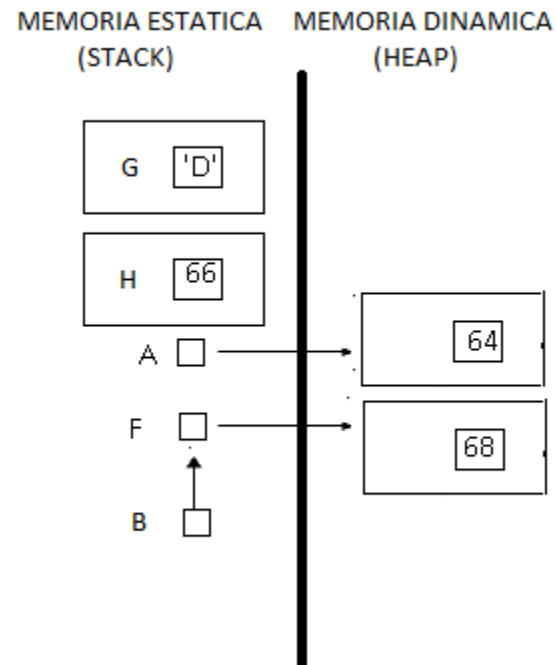 MEMORIA ESTATICA MEMORIA DINAMICA
(STACK) (HEAP)
G 'D'
H 66
A 64
F 68
B